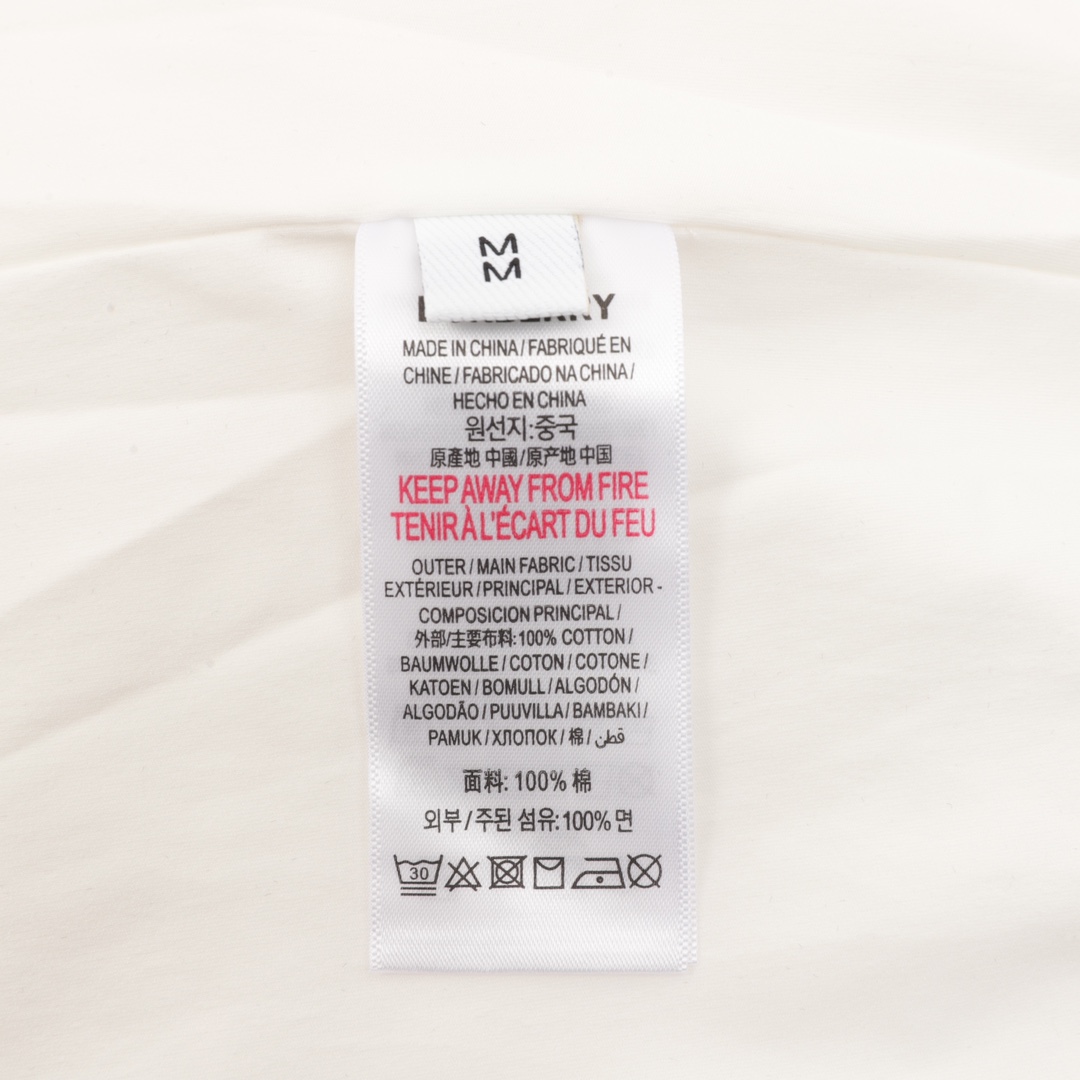 M
M
MADE IN CHINA / FABRIQUÉ EN
CHINE / FABRICADO NA CHINA /
HECHO EN CHINA
원선지:중국
原產地 中國/原产地 中国
KEEP AWAY FROM FIRE
TENIR À L'ÉCART DU FEU
OUTER / MAIN FABRIC / TISSU
EXTÉRIEUR / PRINCIPAL / EXTERIOR -
COMPOSICION PRINCIPAL /
外部/主要布料:100% COTTON /
BAUMWOLLE / COTON / COTONE /
KATOEN / BOMULL / ALGODÓN /
ALGODÃO / PUUVILLA / BAMBAKI /
PAMUK / ХЛОПОК / 棉 / قطن
面料: 100% 棉
외부 / 주된 섬유: 100% 면
30